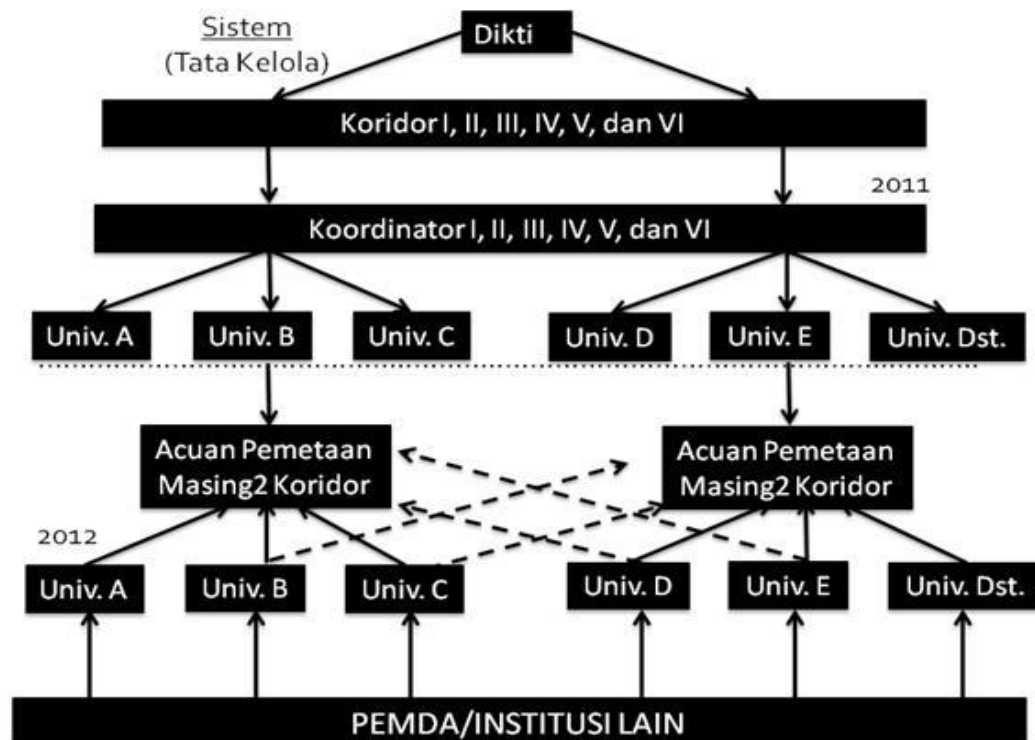 Sistem
(Tata Kelola)
Dikti
Koridor I, II, III, IV, V, dan VI
2011
Koordinator I, II, III, IV, V, dan VI
Univ. A
Univ. B
Univ. C
Univ. D
Univ. E
Univ. Dst.
Acuan Pemetaan
Masing2 Koridor
Acuan Pemetaan
Masing2 Koridor
2012
Univ. A
Univ. B
Univ. C
Univ. D
Univ. E
Univ. Dst.
PEMDA/INSTITUSI LAIN